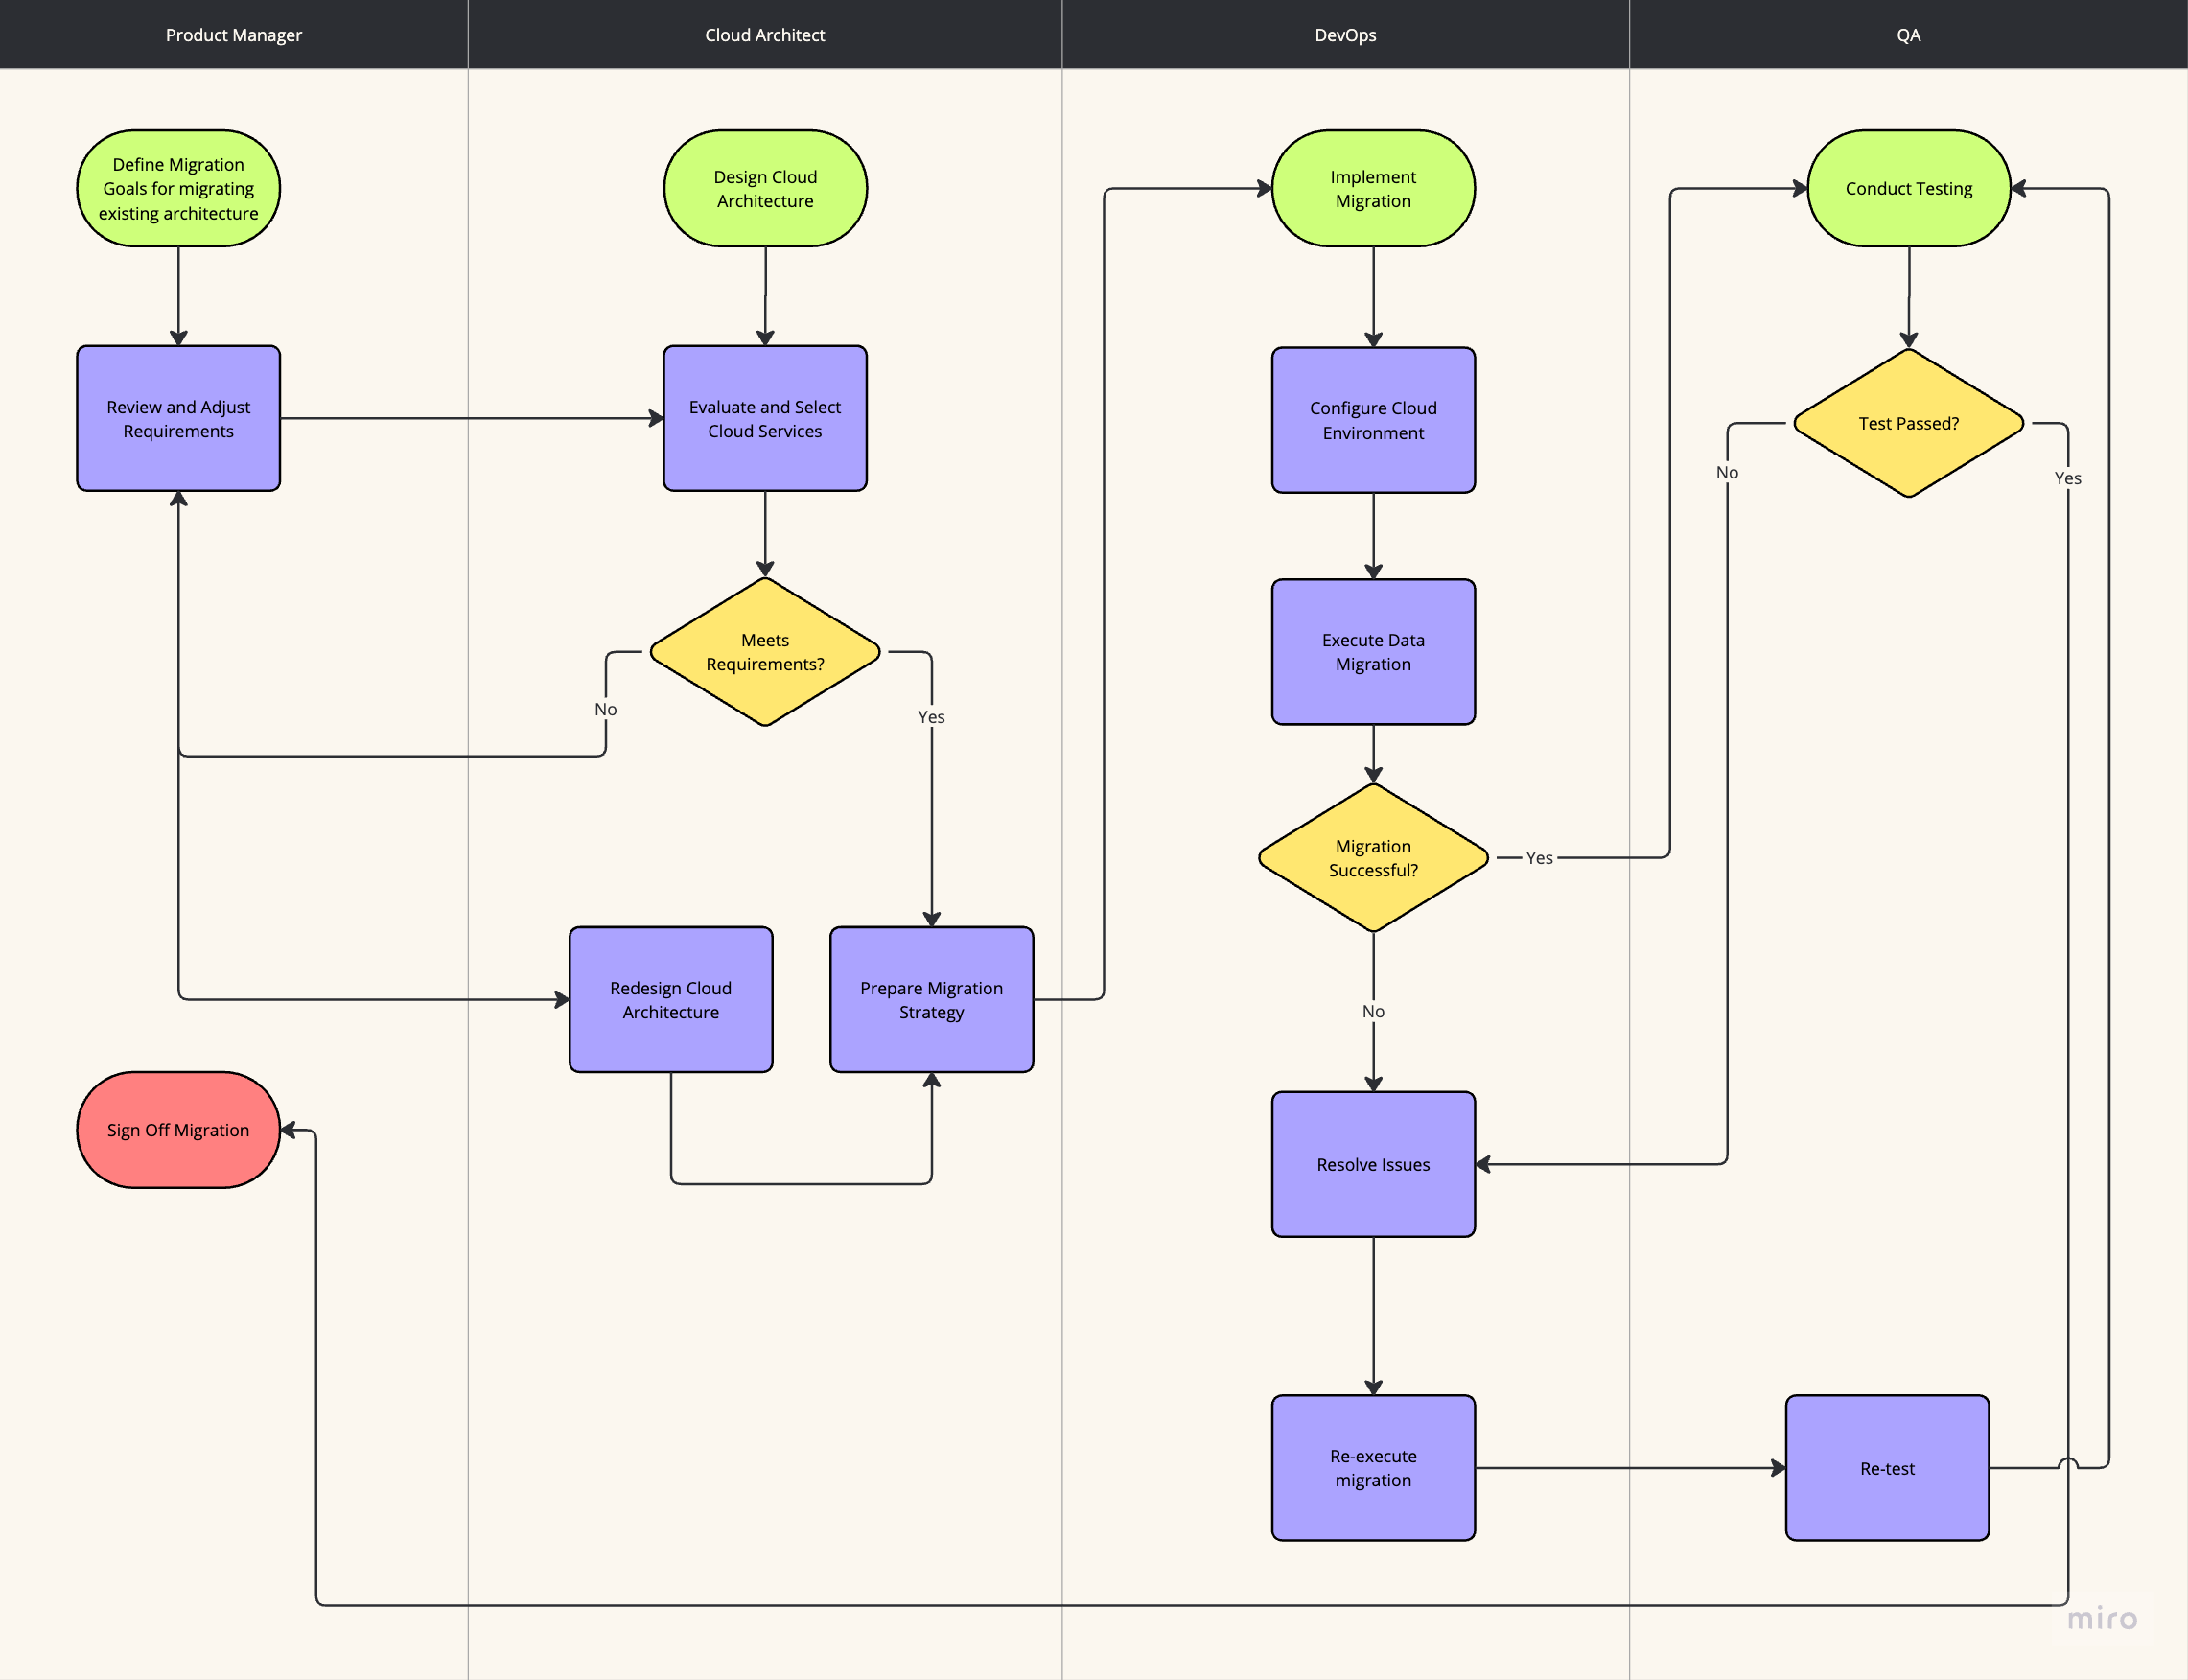 Product Manager
Cloud Architect
DevOps
QA
Define Migration
Goals for migrating
existing architecture
Design Cloud
Architecture
Implement
Migration
Conduct Testing
Review and Adjust
Requirements
Evaluate and Select
Cloud Services
Configure Cloud
Environment
Test Passed?
No
Yes
Meets
Requirements?
Execute Data
Migration
No
Yes
Migration
Successful?
Yes
Redesign Cloud
Architecture
Prepare Migration
Strategy
No
Sign Off Migration
Resolve Issues
Re-execute
migration
Re-test
miro